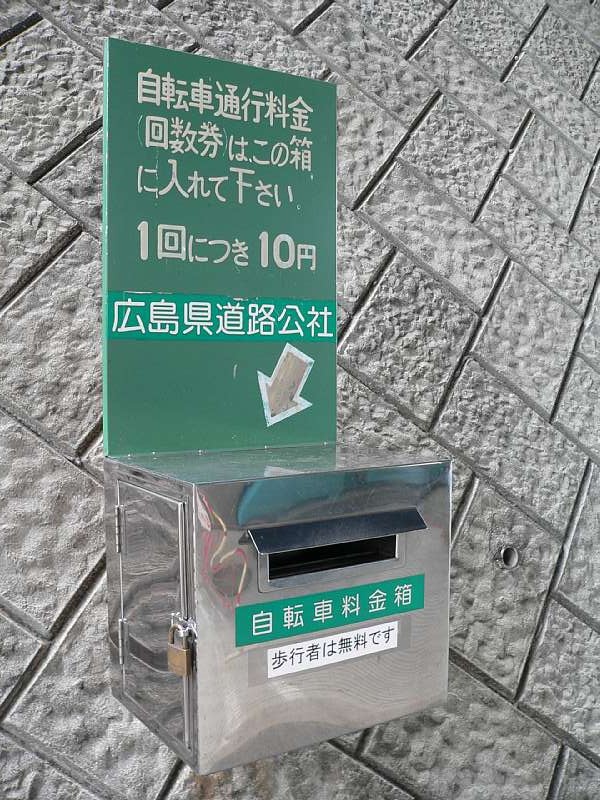 自転車通行料金
(回数券)は、この箱
に入れて下さい。
1回につき 10円
広島県道路公社
自転車料金箱
歩行者は無料です